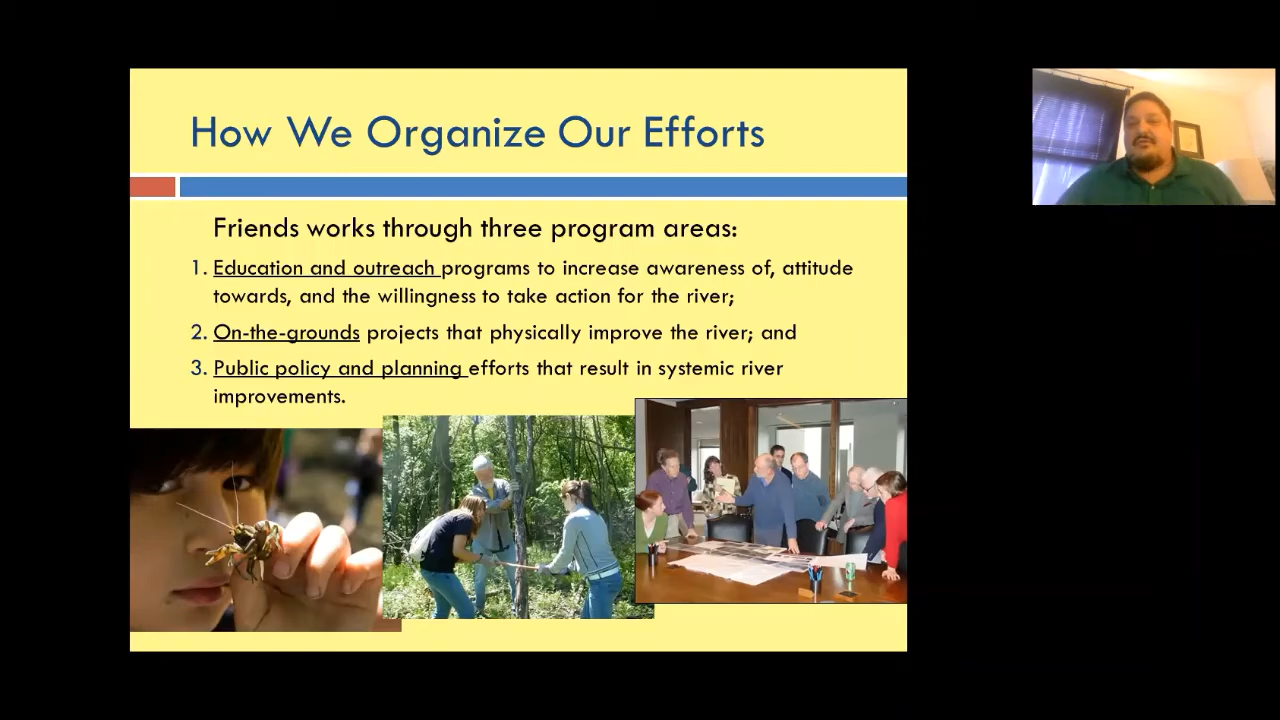 How We Organize Our Efforts
Friends works through three program areas:
1. Education and outreach programs to increase awareness of, attitude
towards, and the willingness to take action for the river;
2. On-the-grounds projects that physically improve the river; and
3. Public policy and planning efforts that result in systemic river
improvements.